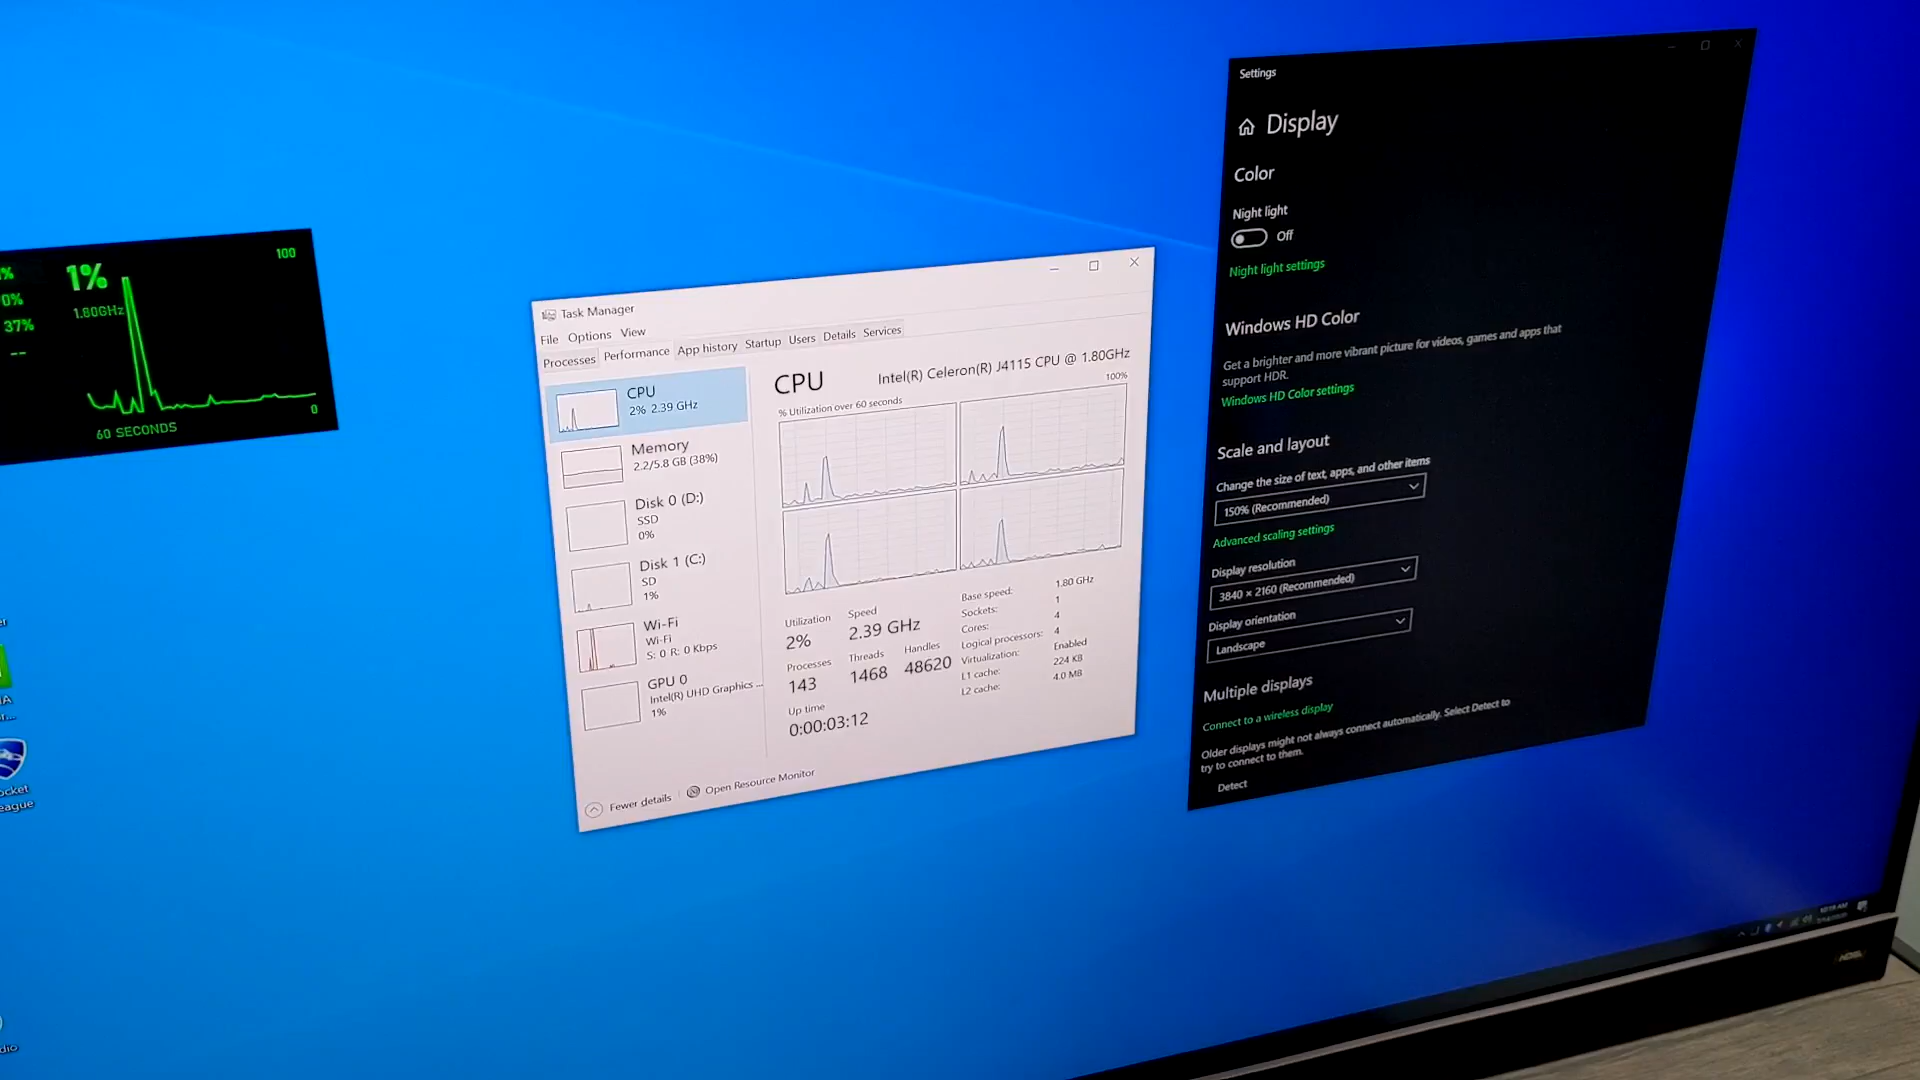 %
0%
37%
--
1%
1.80GHz
100
60 SECONDS
0
ocket
eague
dio
Task Manager
File Options View
Processes Performance App history Startup Users Details Services
CPU
2% 2.39 GHz
Memory
2.2/5.8 GB (38%)
Disk 0 (D:)
SSD
0%
Disk 1 (C:)
SD
1%
Wi-Fi
Wi-Fi
S: 0 R: 0 Kbps
GPU 0
Intel(R) UHD Graphics ...
1%
CPU Intel(R) Celeron(R) J4115 CPU @ 1.80GHz
% Utilization over 60 seconds 100%
Utilization Speed
2% 2.39 GHz
Processes Threads Handles
143 1468 48620
Up time
0:00:03:12
Base speed: 1.80 GHz
Sockets: 1
Cores: 4
Logical processors: 4
Virtualization: Enabled
L1 cache: 224 KB
L2 cache: 4.0 MB
Fewer details Open Resource Monitor
Settings
Display
Color
Night light
Off
Night light settings
Windows HD Color
Get a brighter and more vibrant picture for videos, games and apps that
support HDR.
Windows HD Color settings
Scale and layout
Change the size of text, apps, and other items
150% (Recommended)
Advanced scaling settings
Display resolution
3840 × 2160 (Recommended)
Display orientation
Landscape
Multiple displays
Connect to a wireless display
Older displays might not always connect automatically. Select Detect to
try to connect to them.
Detect
10:19 AM